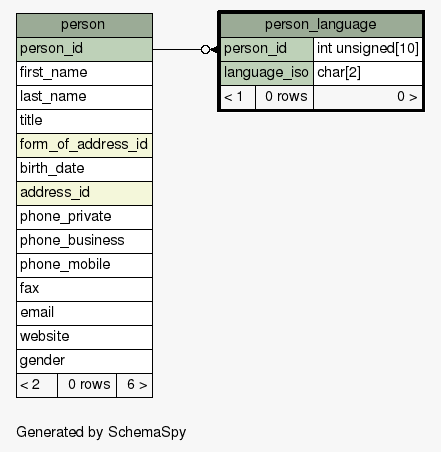 person
person_id
first_name
last_name
title
form_of_address_id
birth_date
address_id
phone_private
phone_business
phone_mobile
fax
email
website
gender
< 2 0 rows 6 >
person_language
person_id int unsigned[10]
language_iso char[2]
< 1 0 rows 0 >
Generated by SchemaSpy